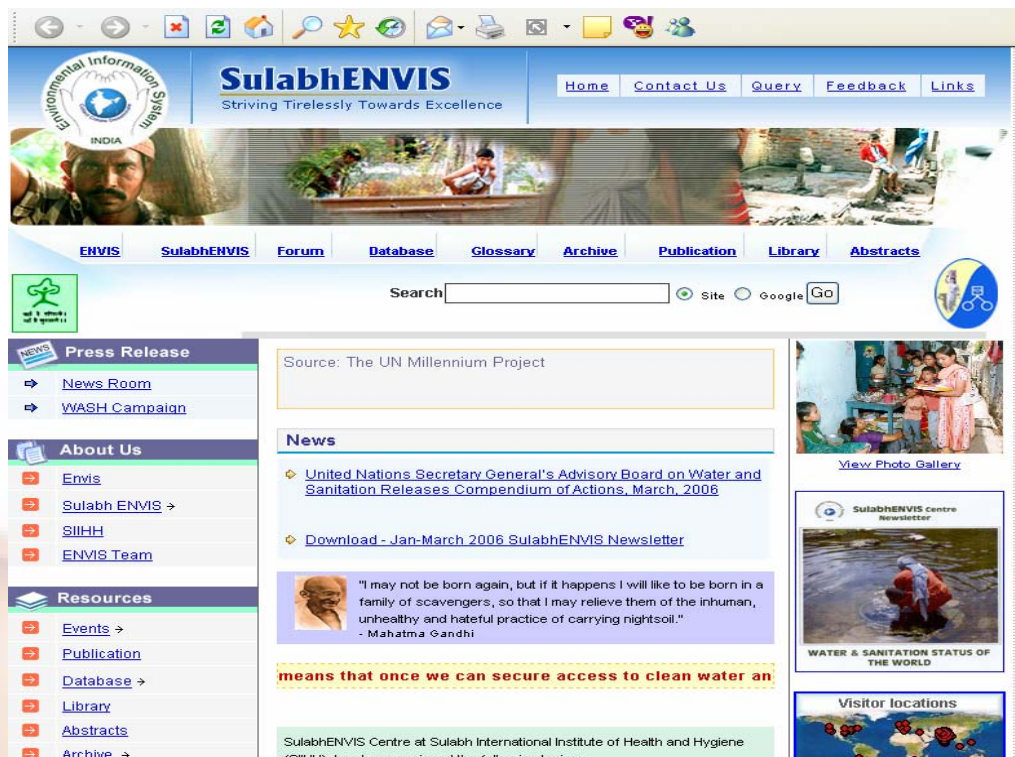 Environmental Information System
INDIA
SulabhENVIS
Striving Tirelessly Towards Excellence
Home Contact Us Query Feedback Links
ENVIS SulabhENVIS Forum Database Glossary Archive Publication Library Abstracts
Search Site Google Go
NEWS Press Release
News Room
WASH Campaign
About Us
Envis
Sulabh ENVIS
SIIHH
ENVIS Team
Resources
Events
Publication
Database
Library
Abstracts
Archive
Source: The UN Millennium Project
News
United Nations Secretary General's Advisory Board on Water and
Sanitation Releases Compendium of Actions, March, 2006
Download - Jan-March 2006 SulabhENVIS Newsletter
"I may not be born again, but if it happens I will like to be born in a
family of scavengers, so that I may relieve them of the inhuman,
unhealthy and hateful practice of carrying nightsoil."
- Mahatma Gandhi
means that once we can secure access to clean water an
SulabhENVIS Centre at Sulabh International Institute of Health and Hygiene
View Photo Gallery
SulabhENVIS Centre
Newsletter
WATER & SANITATION STATUS OF
THE WORLD
Visitor locations